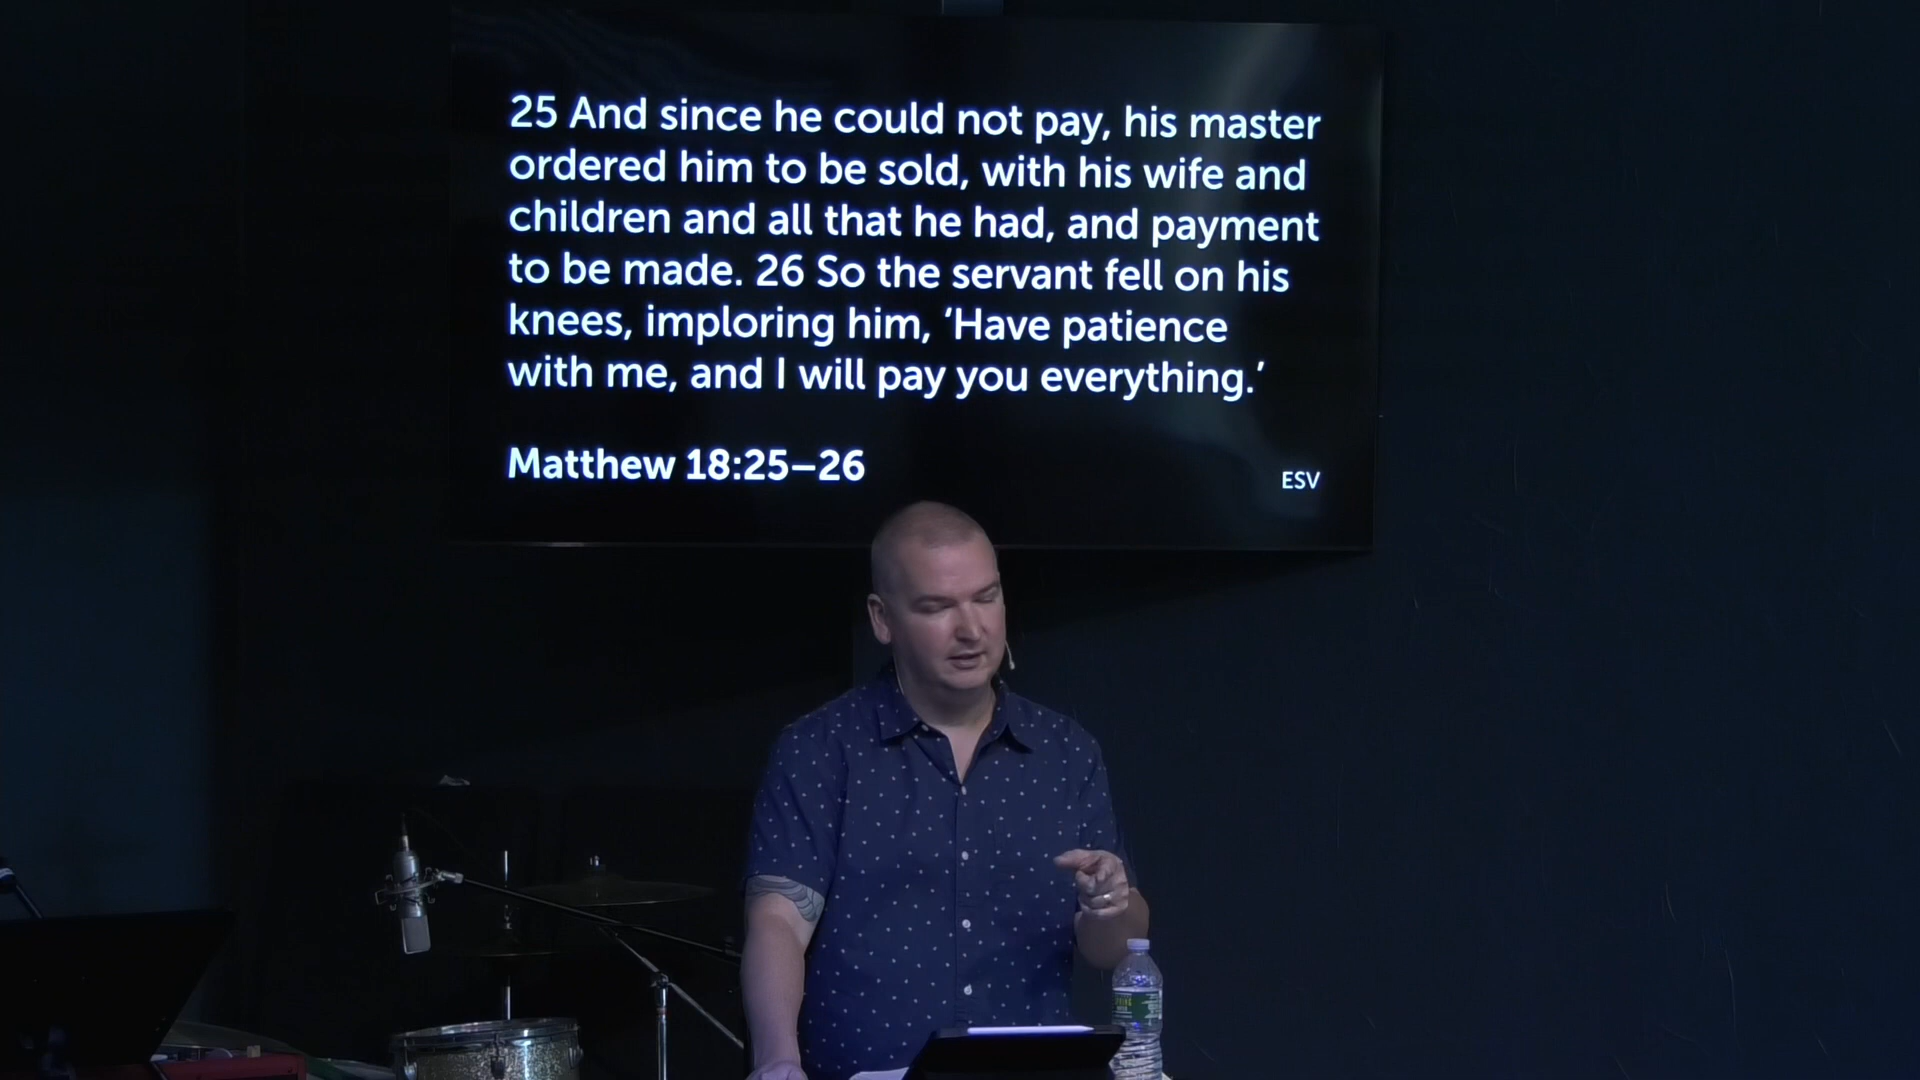 25 And since he could not pay, his master
ordered him to be sold, with his wife and
children and all that he had, and payment
to be made. 26 So the servant fell on his
knees, imploring him, ‘Have patience
with me, and I will pay you everything.’
Matthew 18:25–26
ESV